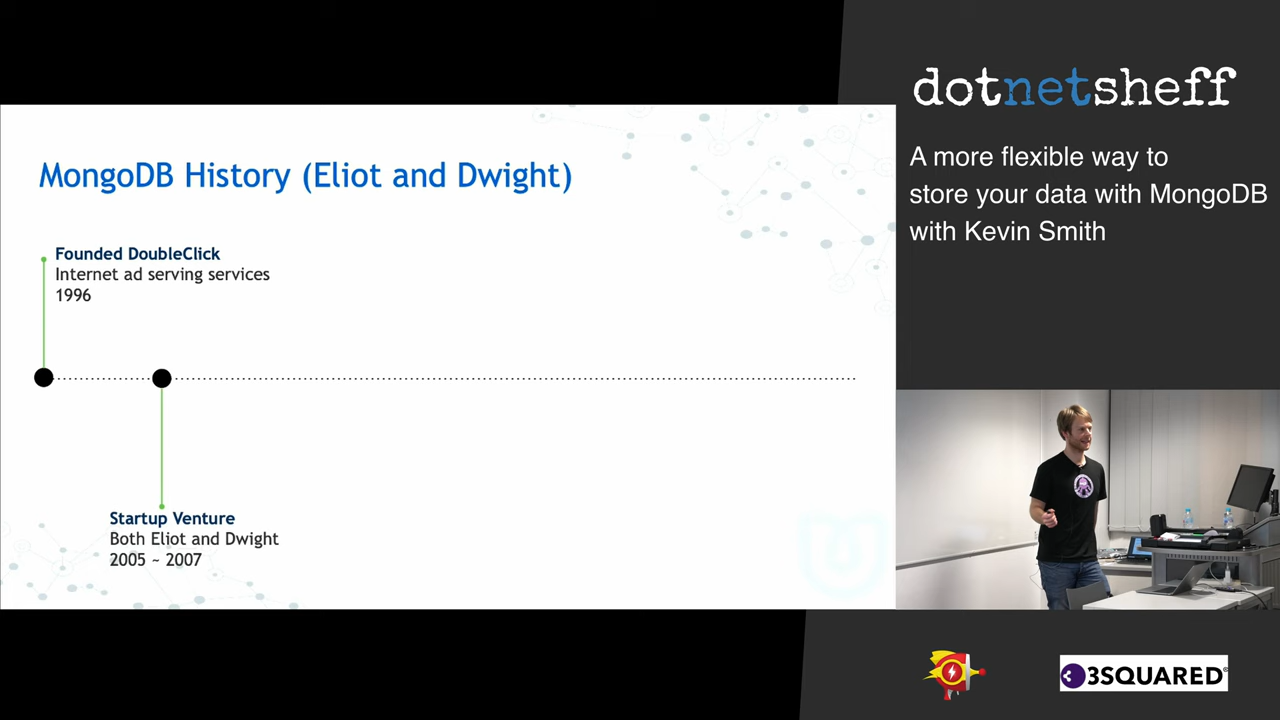 dotnetsheff
A more flexible way to
store your data with MongoDB
with Kevin Smith
MongoDB History (Eliot and Dwight)
Founded DoubleClick
Internet ad serving services
1996
Startup Venture
Both Eliot and Dwight
2005 ~ 2007
3SQUARED